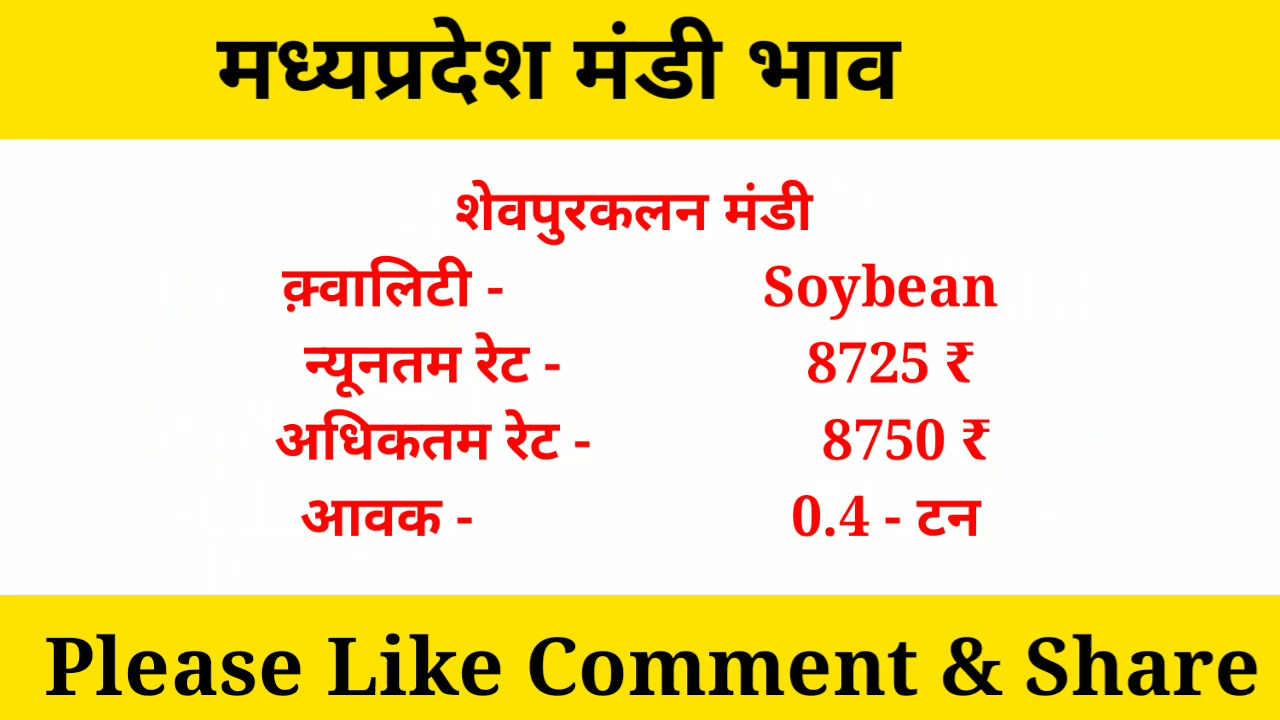 मध्यप्रदेश मंडी भाव
शेवपुरकलन मंडी
क़्वालिटी - Soybean
न्यूनतम रेट - 8725 ₹
अधिकतम रेट - 8750 ₹
आवक - 0.4 - टन
Please Like Comment & Share